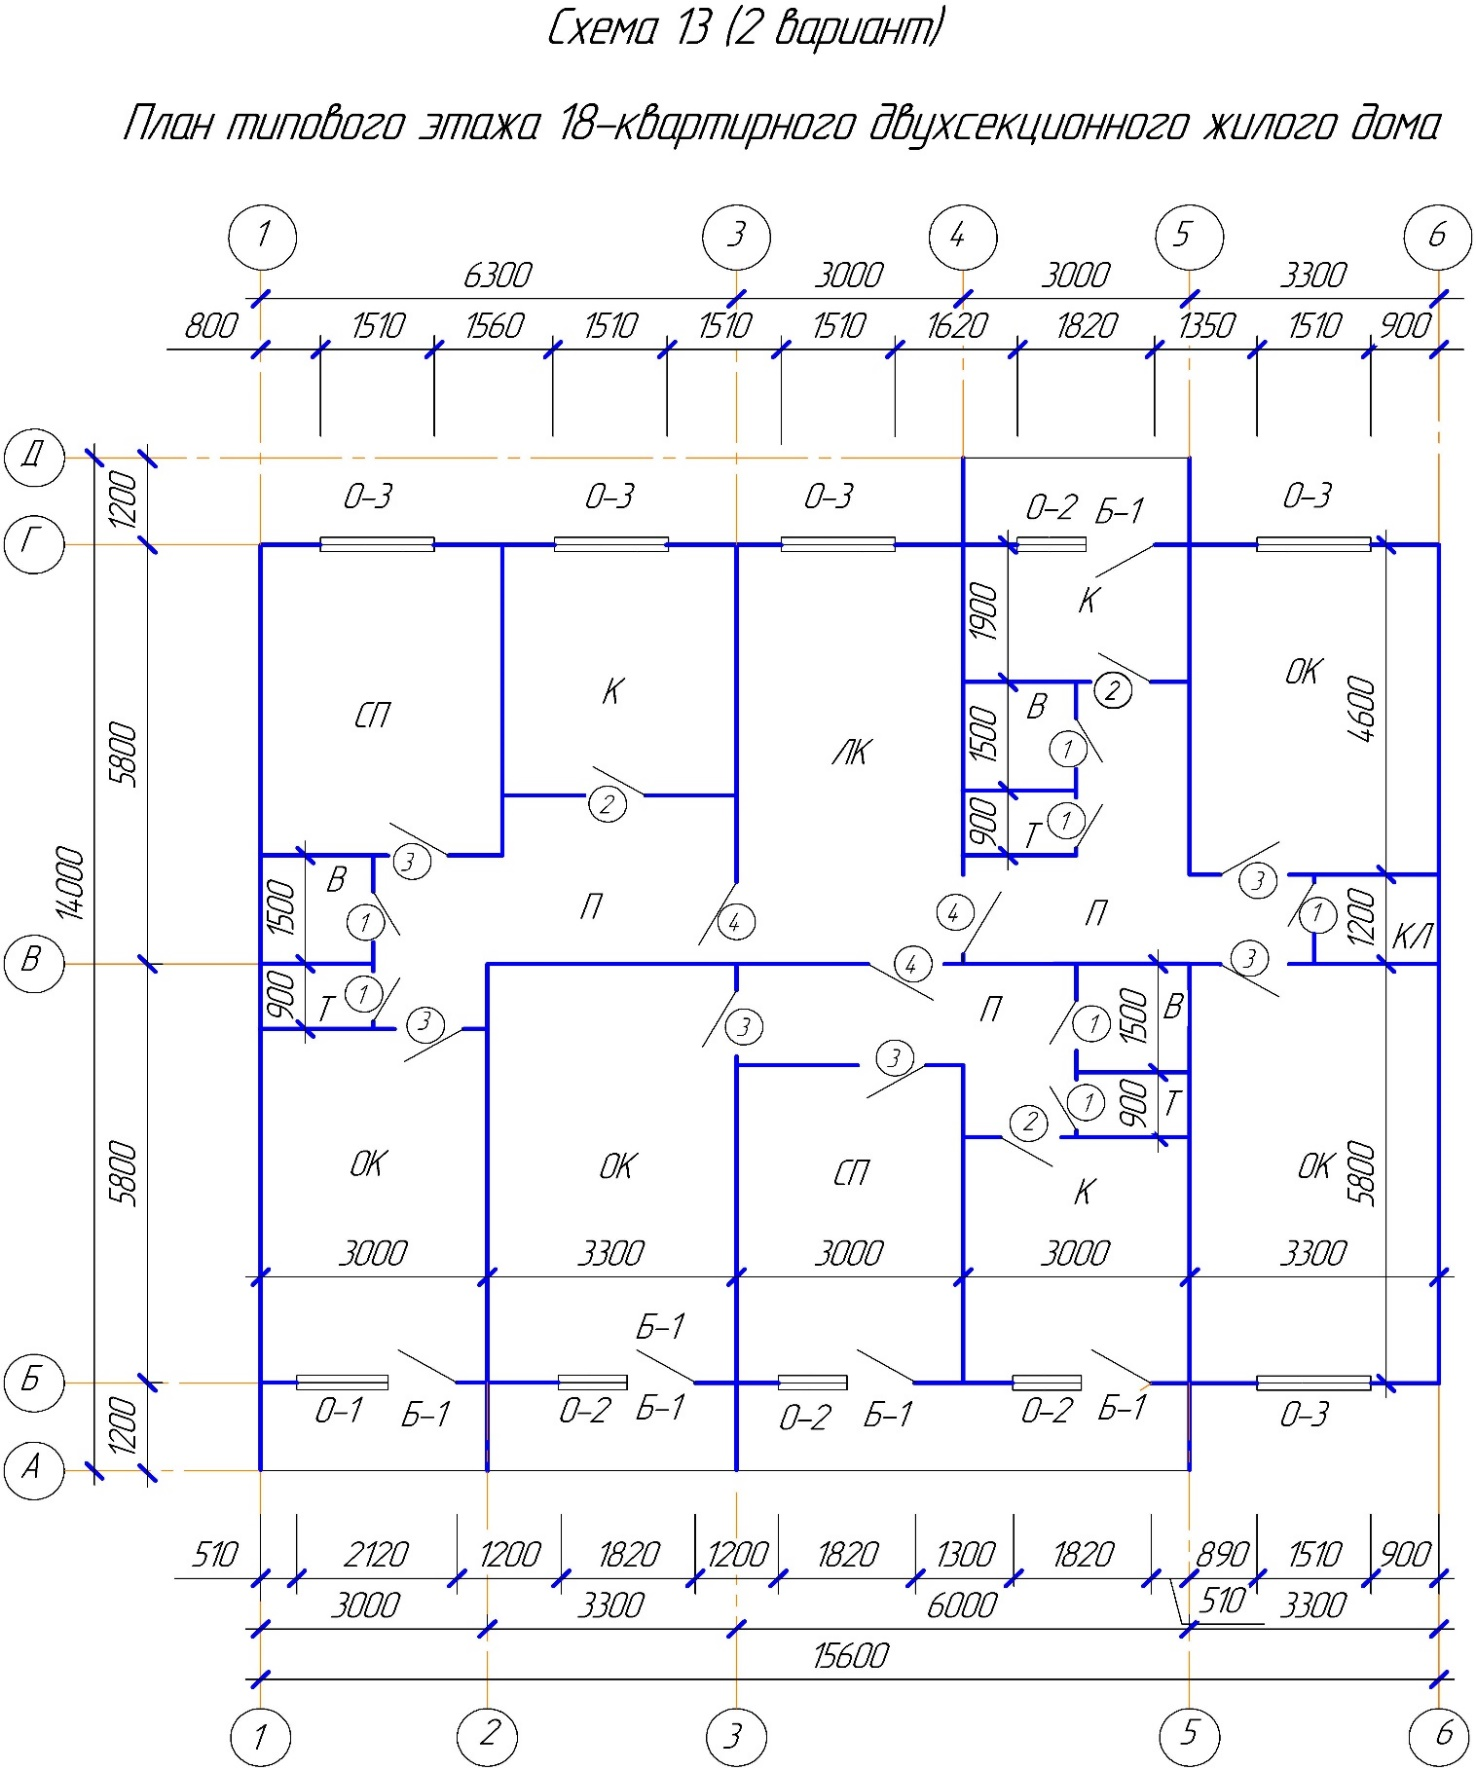 Схема 13 (2 вариант)
План типового этажа 18-квартирного двухсекционного жилого дома
1 3 4 5 6
6300 3000 3000 3300
800 1510 1560 1510 1510 1510 1620 1820 1350 1510 900
Д
1200
О-3 О-3 О-3 О-2 Б-1 О-3
Г
1900 К
СП К ЛК ОК
2 В
5800 1500 1 4600
2 900 Т 1
3 3
14000 1500 В 1 П 4 4 П 1 1200 КЛ
В 4 3
900 Т 1 3 3 П 1 1500 В
3
2 1 900 Т
5800 ОК ОК СП К ОК 5800
3000 3300 3000 3000 3300
Б-1
Б
О-1 Б-1 О-2 Б-1 О-2 Б-1 О-2 Б-1 О-3
1200
А
510 2120 1200 1820 1200 1820 1300 1820 890 1510 900
3000 3300 6000 510 3300
15600
1 2 3 5 6